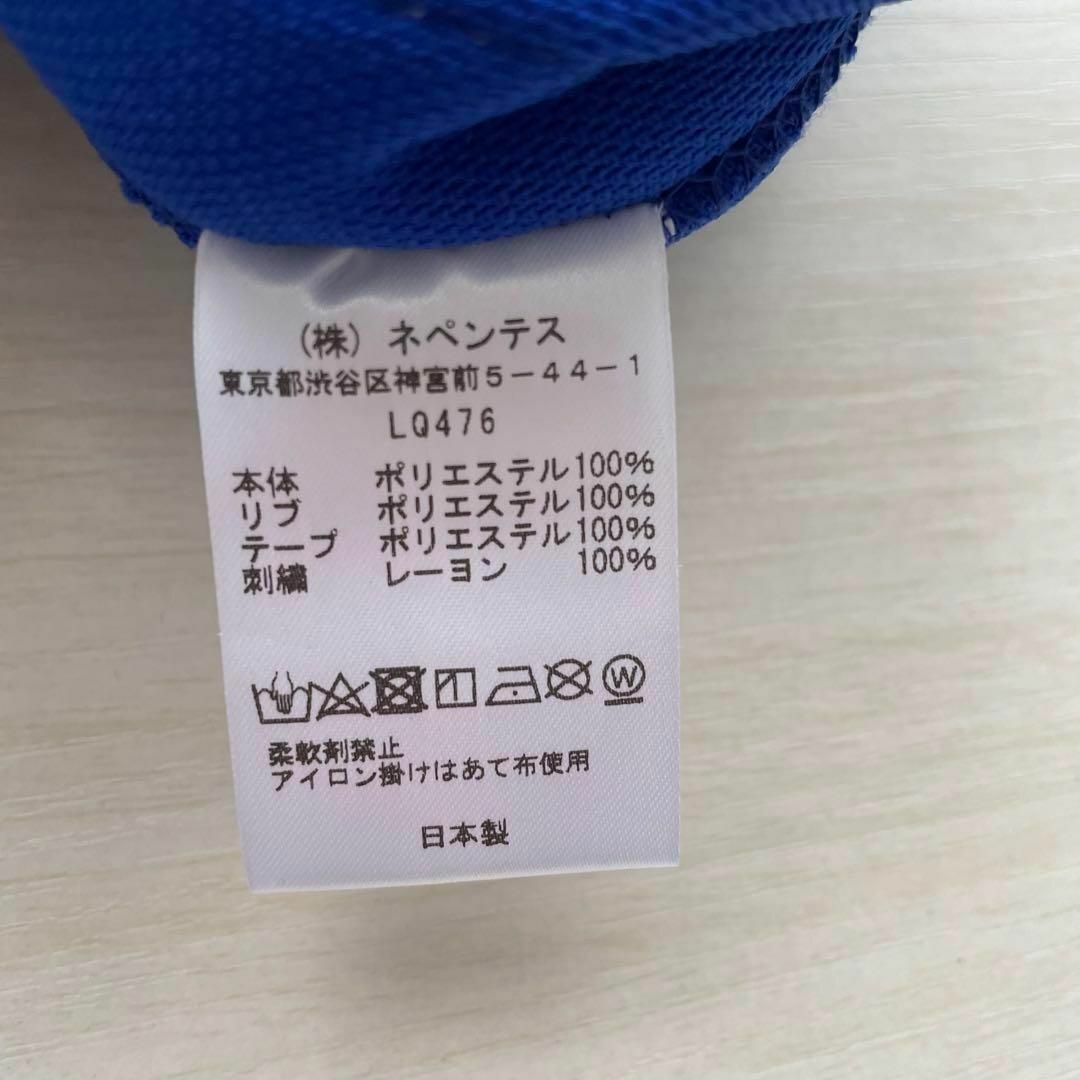 (株) ネペンテス
東京都渋谷区神宮前5-44-1
LQ476
本体 ポリエステル100%
リブ ポリエステル100%
テープ ポリエステル100%
刺繍 レーヨン 100%
W
柔軟剤禁止
アイロン掛けはあて布使用
日本製